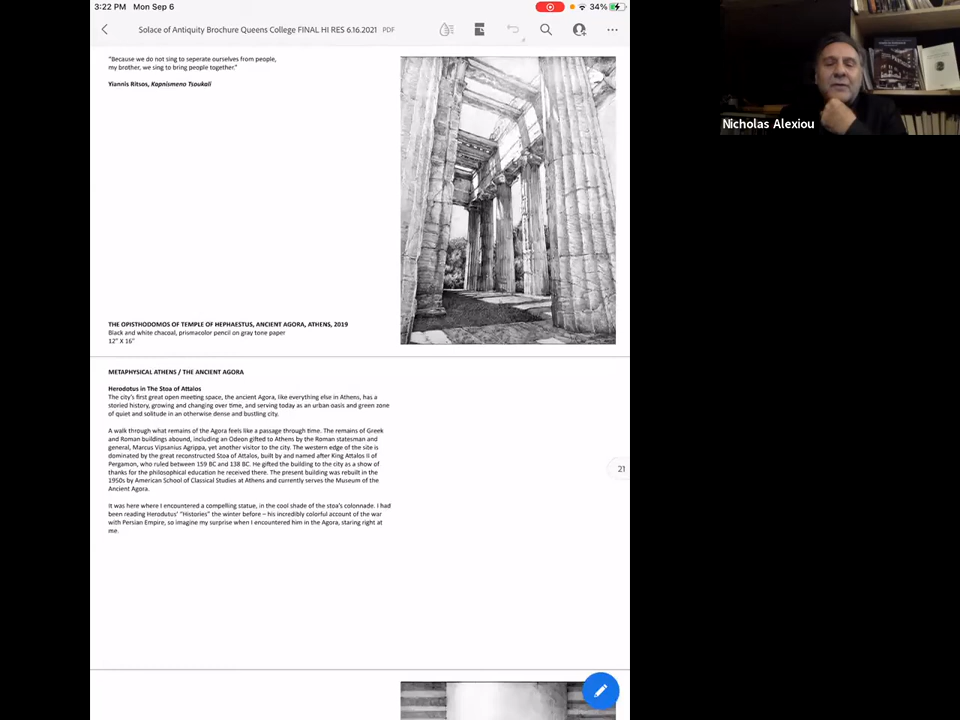 3:22 PM Mon Sep 6
34%
Solace of Antiquity Brochure Queens College FINAL HI RES 6.16.2021 PDF
"Because we do not sing to seperate ourselves from people,
my brother, we sing to bring people together."
Yiannis Ritsos, Kapnismeno Tsoukali
THE OPISTHODOMOS OF TEMPLE OF HEPHAESTUS, ANCIENT AGORA, ATHENS, 2019
Black and white chacoal, prismacolor pencil on gray tone paper
12" X 16"
METAPHYSICAL ATHENS / THE ANCIENT AGORA
Herodotus in The Stoa of Attalos
The city's first great open meeting space, the ancient Agora, like everything else in Athens, has a
storied history, growing and changing over time, and serving today as an urban oasis and green zone
of quiet and solitude in an otherwise dense and bustling city.
A walk through what remains of the Agora feels like a passage through time. The remains of Greek
and Roman buildings abound, including an Odeon gifted to Athens by the Roman statesman and
general, Marcus Vipsanius Agrippa, yet another visitor to the city. The western edge of the site is
dominated by the great reconstructed Stoa of Attalos, built by and named after King Attalos II of
Pergamon, who ruled between 159 BC and 138 BC. He gifted the building to the city as a show of
thanks for the philosophical education he received there. The present building was rebuilt in the
1950s by American School of Classical Studies at Athens and currently serves the Museum of the
Ancient Agora.
It was here where I encountered a compelling statue, in the cool shade of the stoa's colonnade. I had
been reading Herodotus' "Histories" the winter before – his incredibly colorful account of the war
with Persian Empire, so imagine my surprise when I encountered him in the Agora, staring right at
me.
21
Nicholas Alexiou